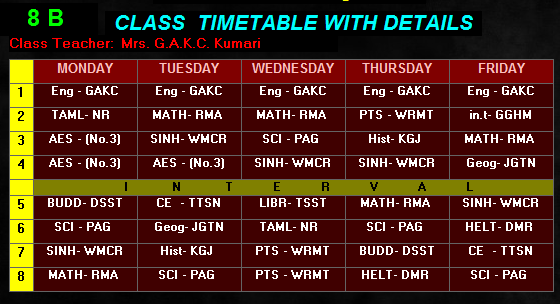 8 B
CLASS TIMETABLE WITH DETAILS
Class Teacher: Mrs. G.A.K.C. Kumari
MONDAY TUESDAY WEDNESDAY THURSDAY FRIDAY
1 Eng - GAKC Eng - GAKC Eng - GAKC Eng - GAKC Eng - GAKC
2 TAML- NR MATH- RMA MATH- RMA PTS - WRMT in.t- GGHM
3 AES - (No.3) SINH- WMCR SCI - PAG Hist- KGJ MATH- RMA
4 AES - (No.3) AES - (No.3) SINH- WMCR SINH- WMCR Geog- JGTN
I N T E R V A L
5 BUDD- DSST CE - TTSN LIBR- TSST MATH- RMA SINH- WMCR
6 SCI - PAG Geog- JGTN TAML- NR SCI - PAG HELT- DMR
7 SINH- WMCR Hist- KGJ PTS - WRMT BUDD- DSST CE - TTSN
8 MATH- RMA SCI - PAG PTS - WRMT HELT- DMR SCI - PAG